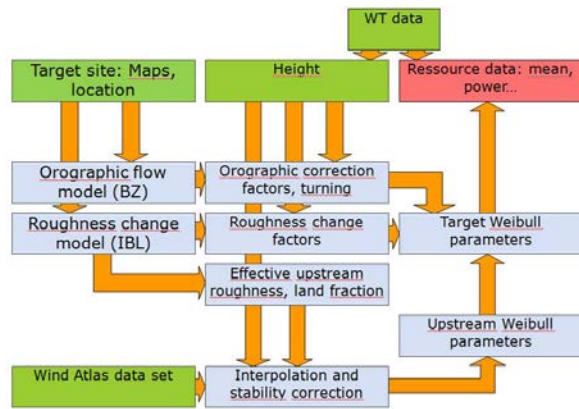 WT data
Target site: Maps,
location
Height
Ressource data: mean,
power...
Orographic flow
model (BZ)
Orographic correction
factors, turning
Roughness change
model (IBL)
Roughness change
factors
Target Weibull
parameters
Effective upstream
roughness, land fraction
Upstream Weibull
parameters
Wind Atlas data set
Interpolation and
stability correction